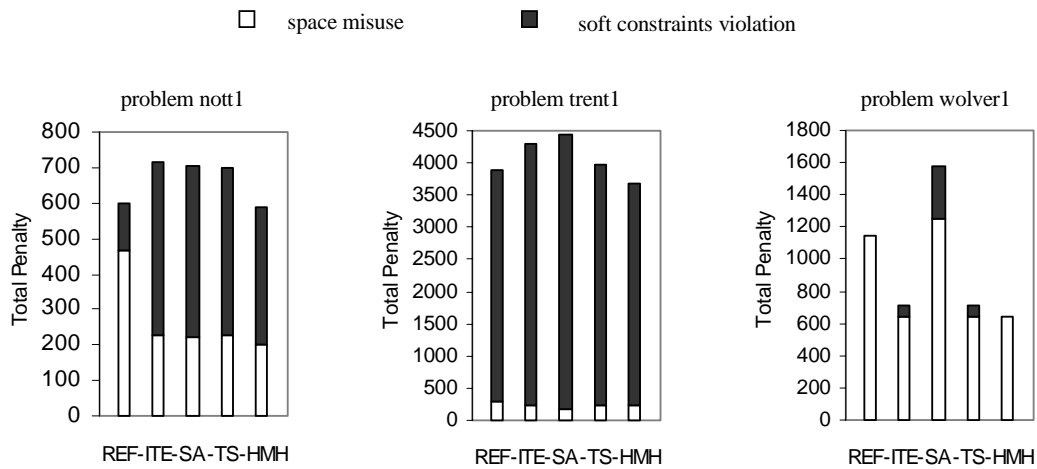 space misuse
soft constraints violation
problem nott1
Total Penalty
800
700
600
500
400
300
200
100
0
REF-ITE-SA-TS-HMH
problem trent1
Total Penalty
4500
4000
3500
3000
2500
2000
1500
1000
500
0
REF-ITE-SA-TS-HMH
problem wolver1
Total Penalty
1800
1600
1400
1200
1000
800
600
400
200
0
REF-ITE-SA-TS-HMH